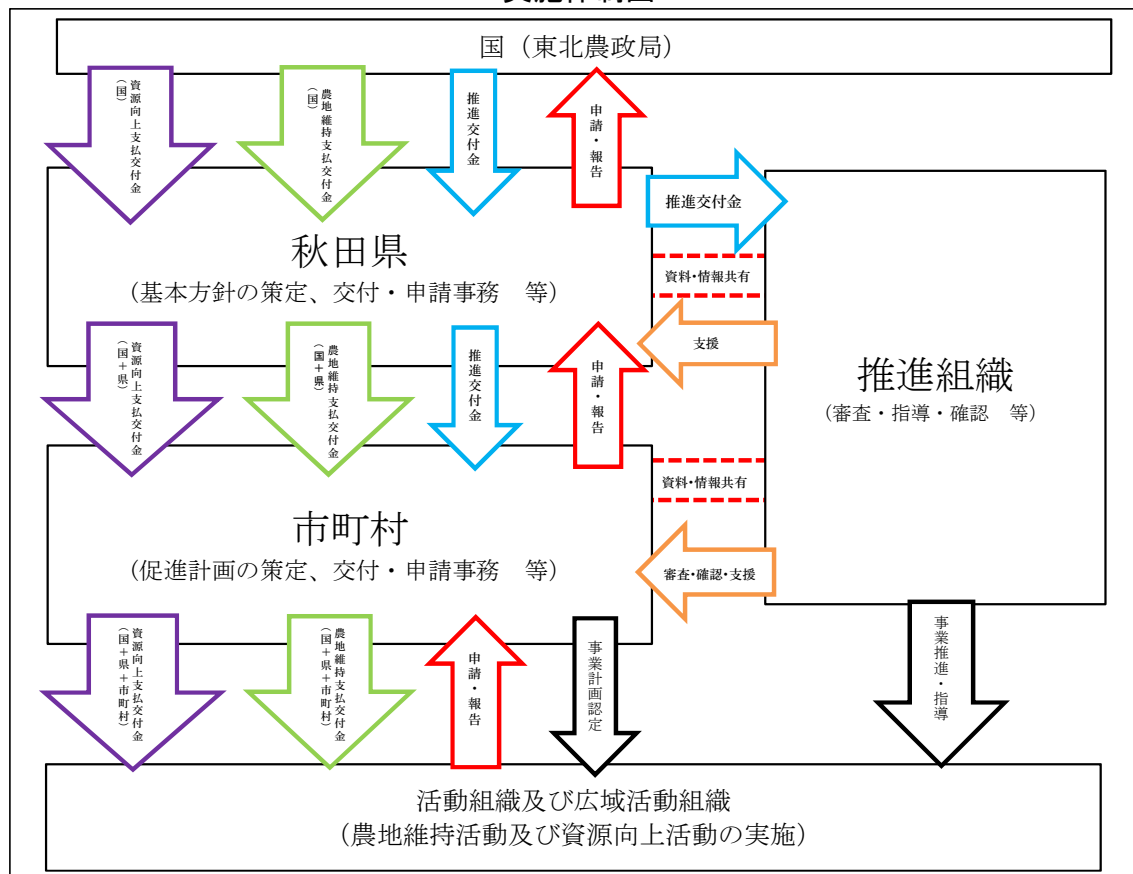 国（東北農政局）
資源向上支払交付金
（国）
農地維持支払交付金
（国）
推進交付金
申請・報告
推進交付金
秋田県
（基本方針の策定、交付・申請事務　等）
資料・情報共有
支援
資源向上支払交付金
（国＋県）
農地維持支払交付金
（国＋県）
推進交付金
申請・報告
推進組織
（審査・指導・確認　等）
資料・情報共有
市町村
（促進計画の策定、交付・申請事務　等）
審査・確認・支援
資源向上支払交付金
（国＋県＋市町村）
農地維持支払交付金
（国＋県＋市町村）
申請・報告
事業計画認定
事業推進・指導
活動組織及び広域活動組織
（農地維持活動及び資源向上活動の実施）